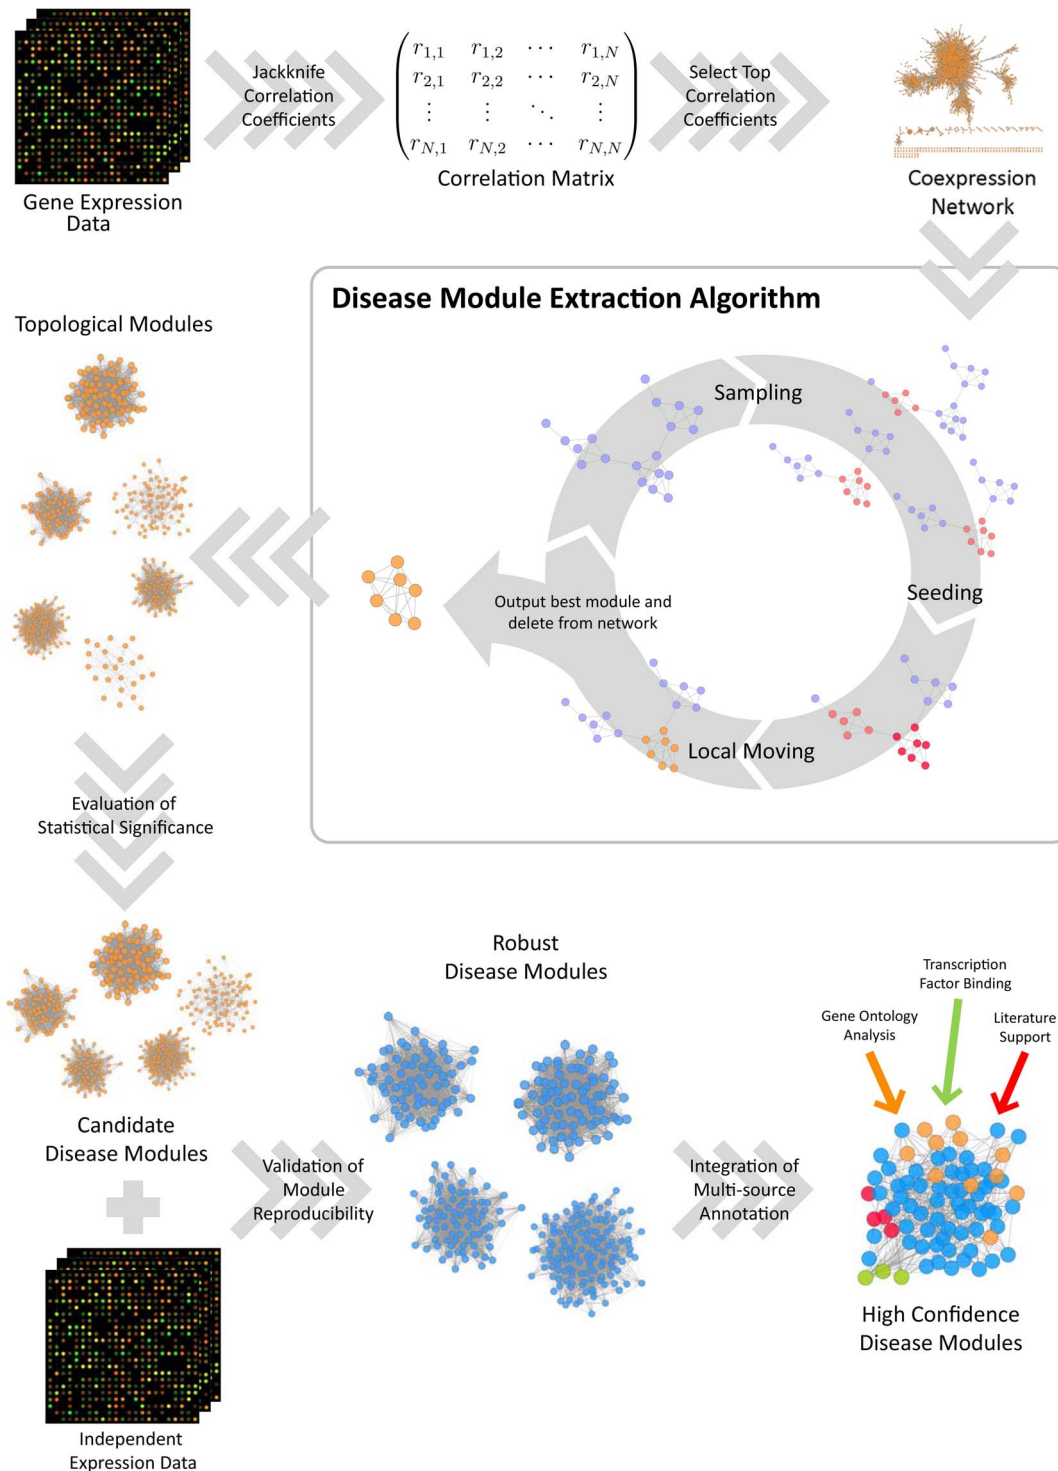 Gene Expression
Data
Jackknife
Correlation
Coefficients
r1,1 r1,2 ⋯ r1,N
r2,1 r2,2 ⋯ r2,N
⋮ ⋮ ⋱ ⋮
rN,1 rN,2 ⋯ rN,N
Correlation Matrix
Select Top
Correlation
Coefficients
Coexpression
Network
Disease Module Extraction Algorithm
Sampling
Seeding
Local Moving
Output best module and
delete from network
Topological Modules
Evaluation of
Statistical Significance
Candidate
Disease Modules
Independent
Expression Data
Validation of
Module
Reproducibility
Robust
Disease Modules
Integration of
Multi-source
Annotation
Gene Ontology
Analysis
Transcription
Factor Binding
Literature
Support
High Confidence
Disease Modules